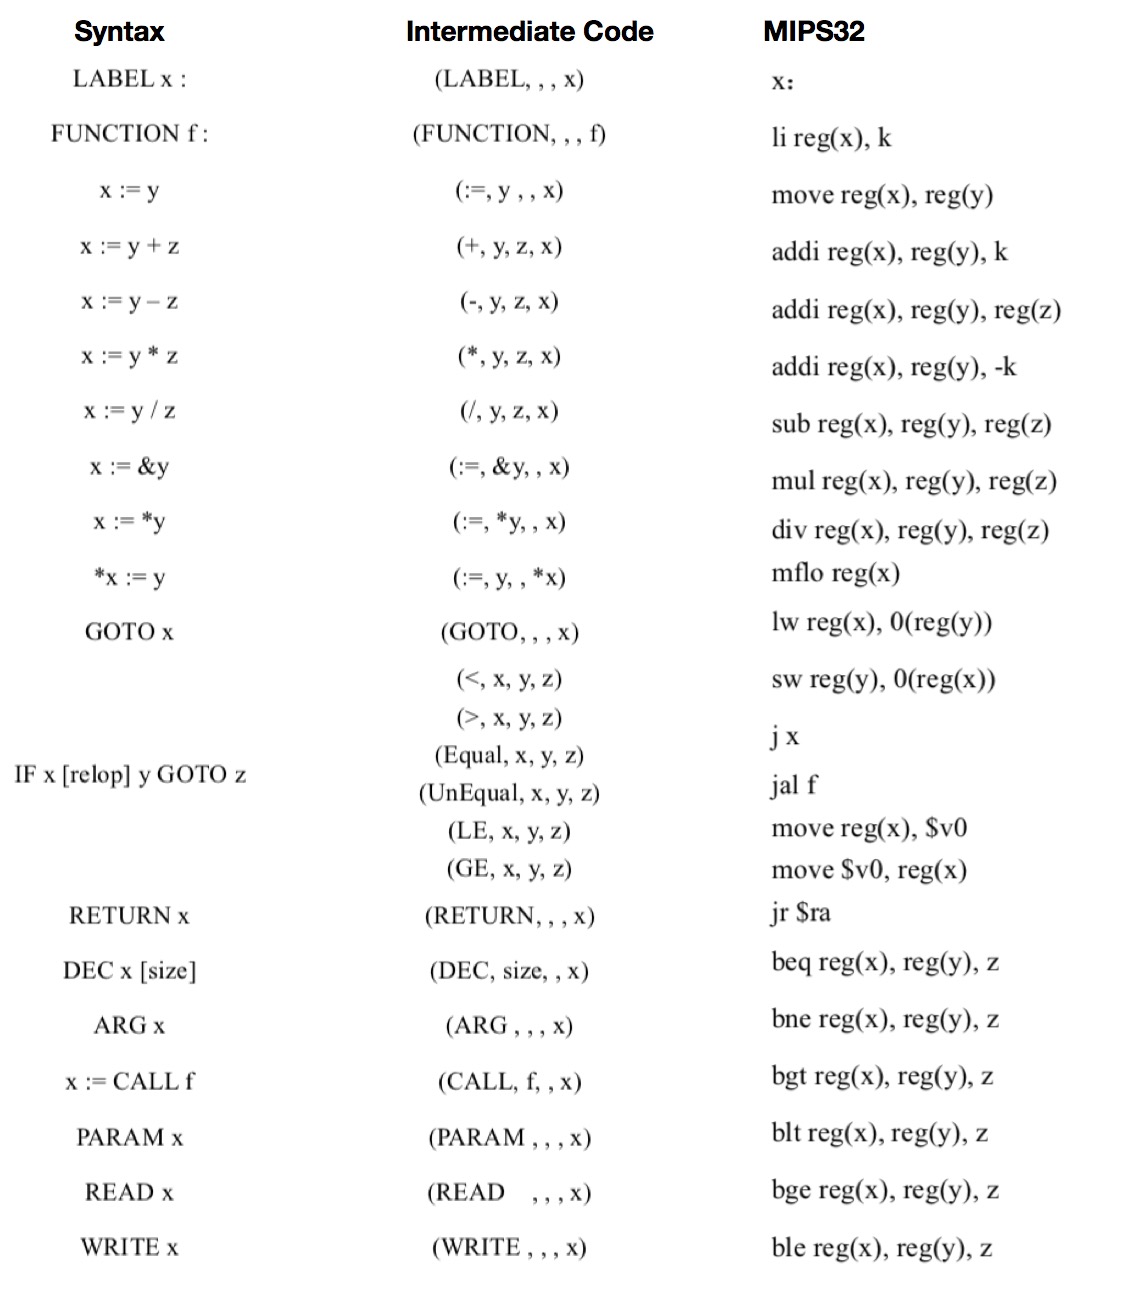 Syntax Intermediate Code MIPS32
LABEL x : (LABEL, , , x) x:
FUNCTION f : (FUNCTION, , , f) li reg(x), k
x := y (:=, y , , x) move reg(x), reg(y)
x := y + z (+, y, z, x) addi reg(x), reg(y), k
x := y – z (-, y, z, x) addi reg(x), reg(y), reg(z)
x := y * z (*, y, z, x) addi reg(x), reg(y), -k
x := y / z (/, y, z, x) sub reg(x), reg(y), reg(z)
x := &y (:=, &y, , x) mul reg(x), reg(y), reg(z)
x := *y (:=, *y, , x) div reg(x), reg(y), reg(z)
*x := y (:=, y, , *x) mflo reg(x)
GOTO x (GOTO, , , x) lw reg(x), 0(reg(y))
(<, x, y, z) sw reg(y), 0(reg(x))
(>, x, y, z) j x
(Equal, x, y, z)
IF x [relop] y GOTO z (UnEqual, x, y, z) jal f
(LE, x, y, z) move reg(x), $v0
(GE, x, y, z) move $v0, reg(x)
RETURN x (RETURN, , , x) jr $ra
DEC x [size] (DEC, size, , x) beq reg(x), reg(y), z
ARG x (ARG , , , x) bne reg(x), reg(y), z
x := CALL f (CALL, f, , x) bgt reg(x), reg(y), z
PARAM x (PARAM , , , x) blt reg(x), reg(y), z
READ x (READ , , , x) bge reg(x), reg(y), z
WRITE x (WRITE , , , x) ble reg(x), reg(y), z